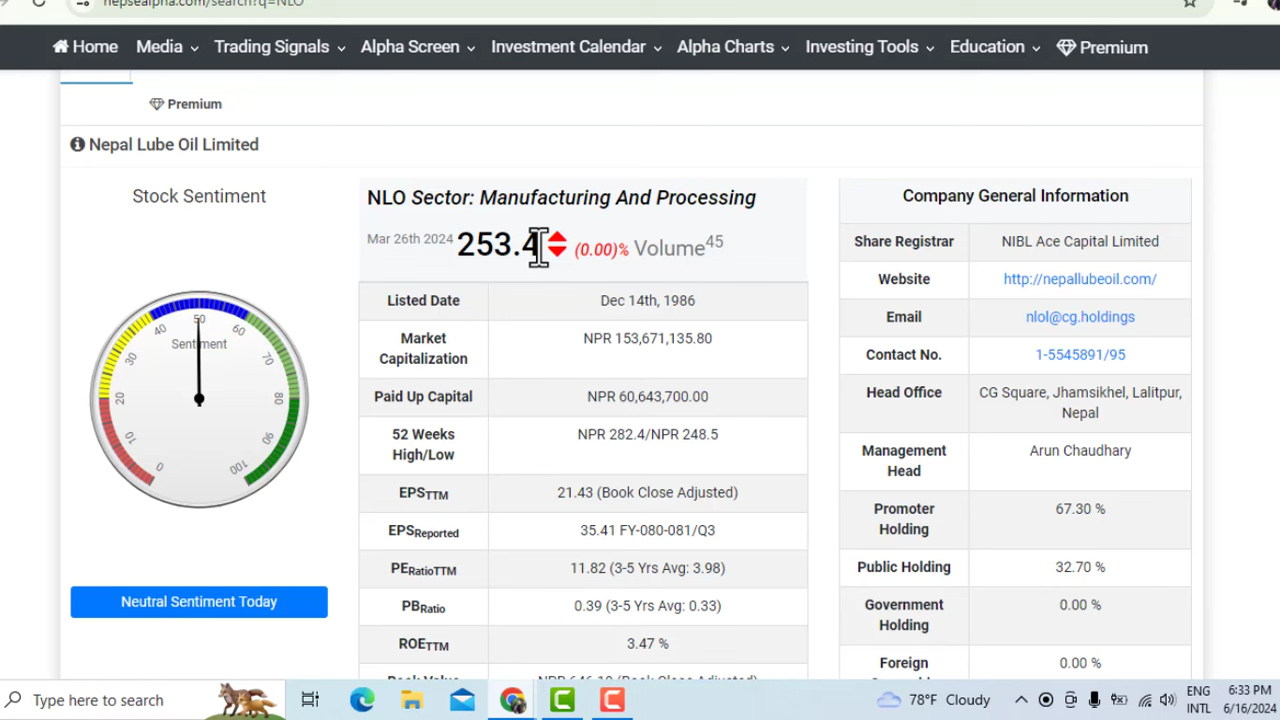 nepsealpha.com/search?q=NLO
Home Media Trading Signals Alpha Screen Investment Calendar Alpha Charts Investing Tools Education Premium
Premium
Nepal Lube Oil Limited
Stock Sentiment
0 10 20 30 40 50 60 70 80 90 100
Sentiment
Neutral Sentiment Today
NLO Sector: Manufacturing And Processing
Mar 26th 2024 253.4 (0.00)% Volume45
Listed Date Dec 14th, 1986
Market Capitalization NPR 153,671,135.80
Paid Up Capital NPR 60,643,700.00
52 Weeks High/Low NPR 282.4/NPR 248.5
EPSTTM 21.43 (Book Close Adjusted)
EPSReported 35.41 FY-080-081/Q3
PERatioTTM 11.82 (3-5 Yrs Avg: 3.98)
PBRatio 0.39 (3-5 Yrs Avg: 0.33)
ROETTM 3.47 %
Company General Information
Share Registrar NIBL Ace Capital Limited
Website http://nepallubeoil.com/
Email nlol@cg.holdings
Contact No. 1-5545891/95
Head Office CG Square, Jhamsikhel, Lalitpur, Nepal
Management Head Arun Chaudhary
Promoter Holding 67.30 %
Public Holding 32.70 %
Government Holding 0.00 %
Foreign 0.00 %
Type here to search
78°F Cloudy
ENG
INTL
6:33 PM
6/16/2024